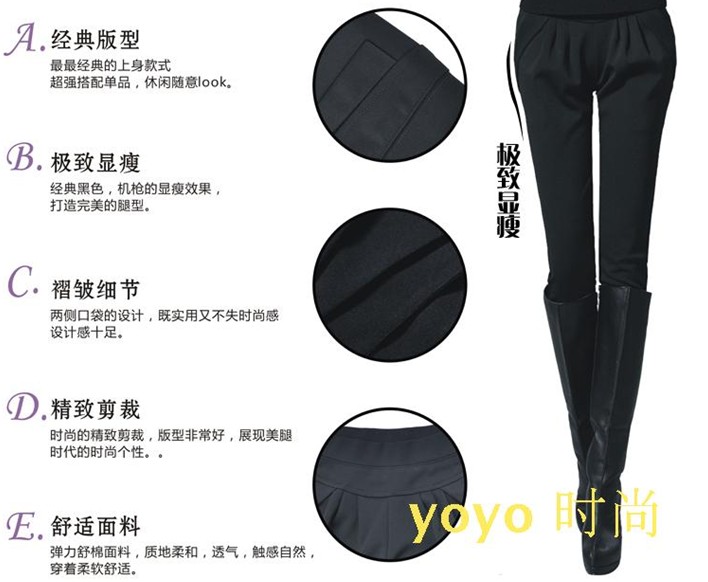 A. 经典版型
最最经典的上身款式
超强搭配单品，休闲随意look。
B. 极致显瘦
经典黑色，机枪的显瘦效果，
打造完美的腿型。
C. 褶皱细节
两侧口袋的设计，既实用又不失时尚感
设计感十足。
D. 精致剪裁
时尚的精致剪裁，版型非常好，展现美腿
时代的时尚个性。。
E. 舒适面料
弹力舒棉面料，质地柔和，透气，触感自然，
穿着柔软舒适。
极致显瘦
yoyo 时尚